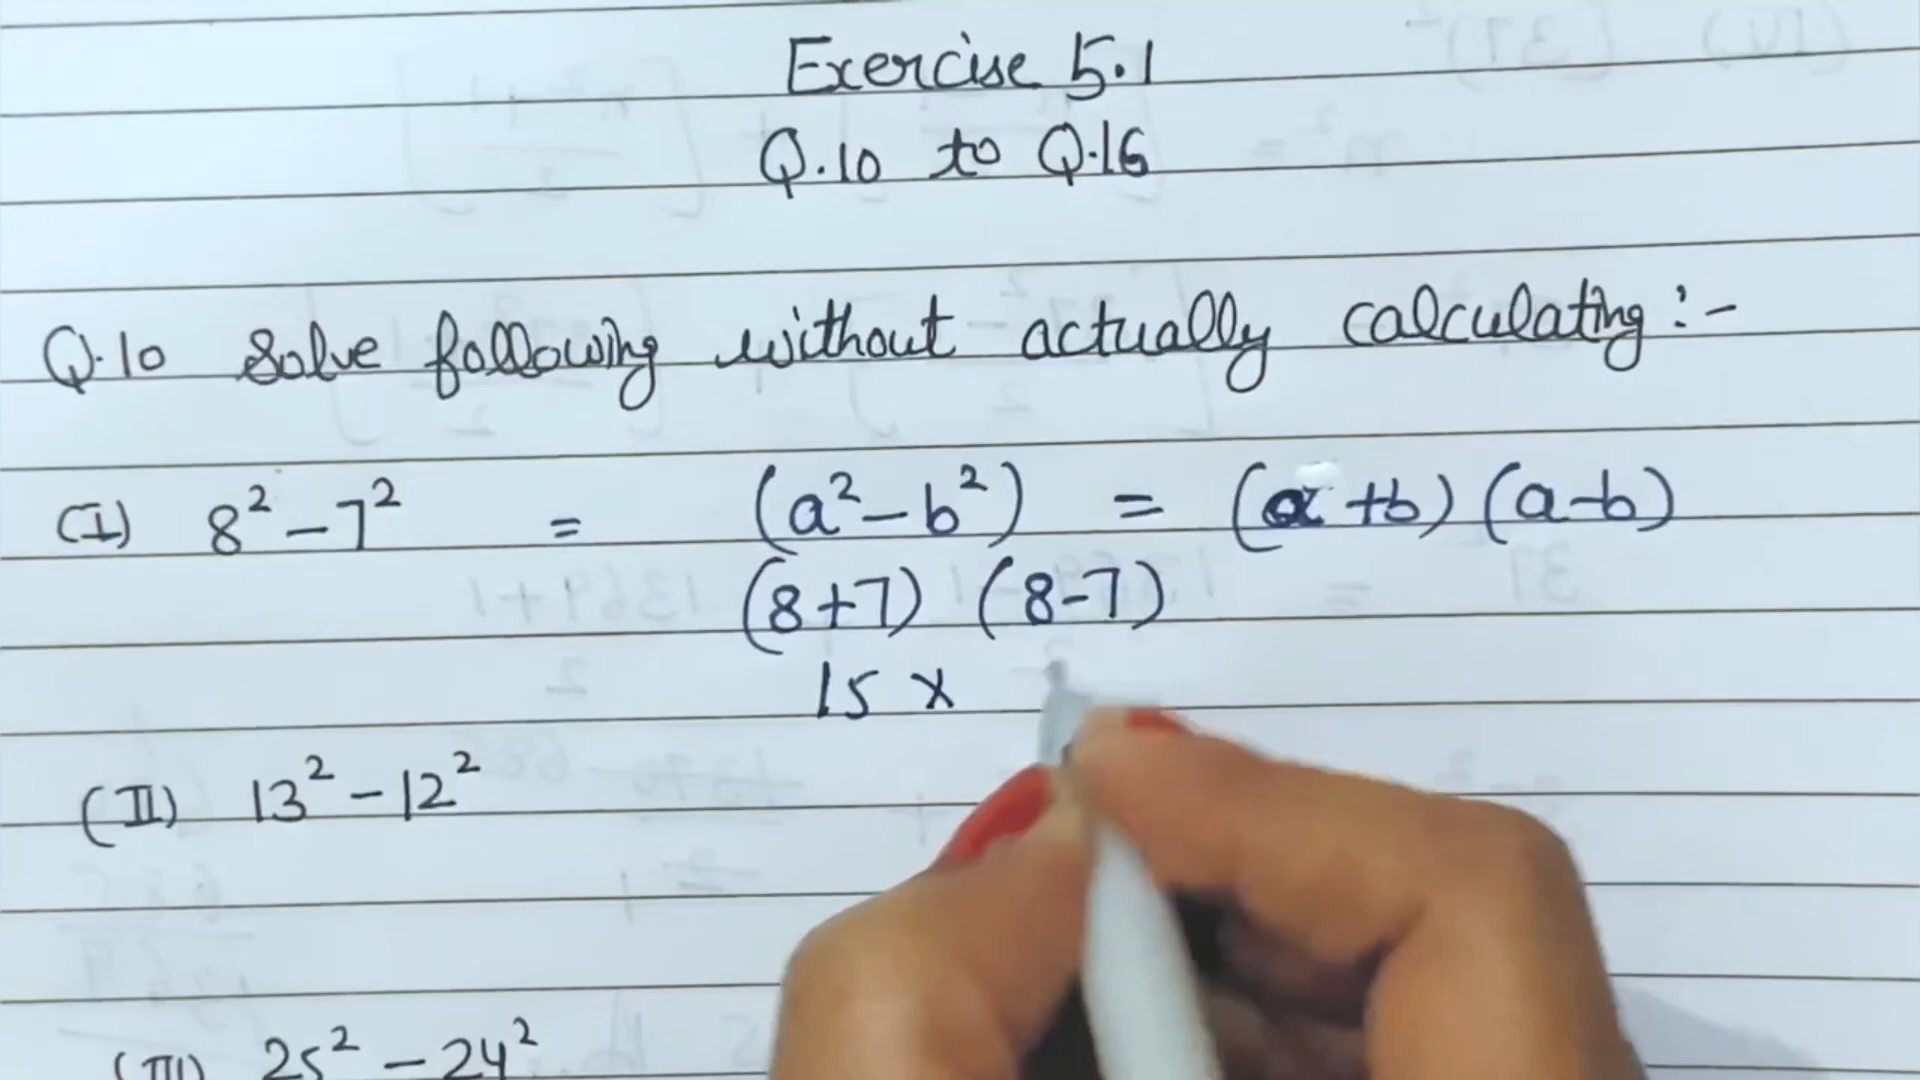 Exercise 5.1
Q.10 to Q.16
Q.10 Solve following without actually calculating :-
(I) 8² - 7² = (a² - b²) = (a + b) (a - b)
(8 + 7) (8 - 7)
15 x
(II) 13² - 12²
(III) 25² - 24²